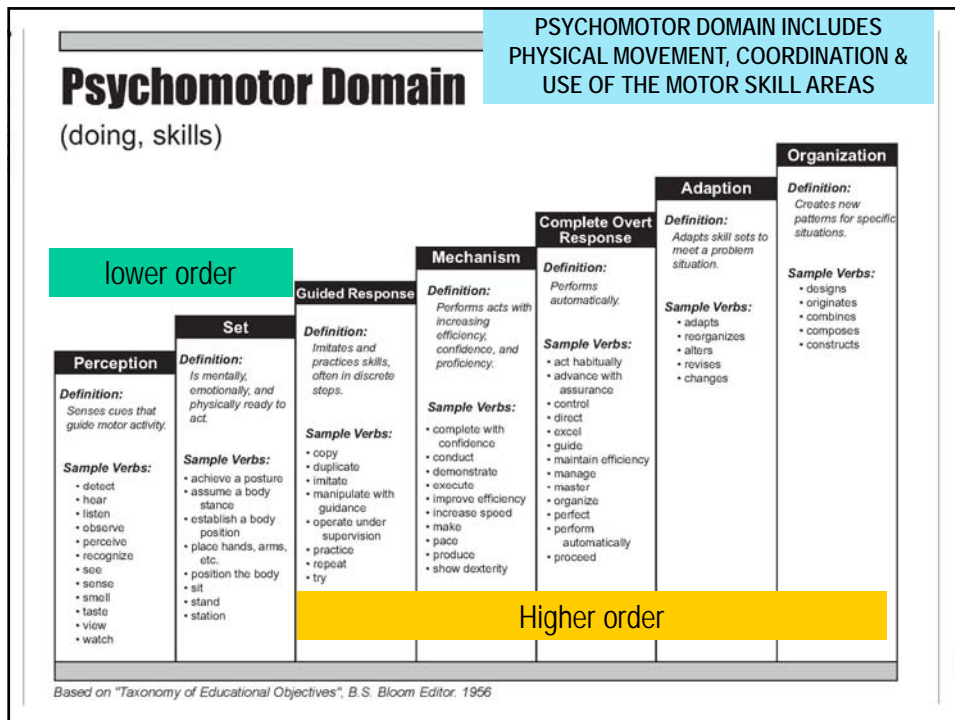 PSYCHOMOTOR DOMAIN INCLUDES
PHYSICAL MOVEMENT, COORDINATION &
USE OF THE MOTOR SKILL AREAS
Psychomotor Domain
(doing, skills)
lower order
Perception
Definition:
Senses cues that
guide motor activity.
Sample Verbs:
• detect
• hear
• listen
• observe
• perceive
• recognize
• see
• sense
• smell
• taste
• view
• watch
Set
Definition:
Is mentally,
emotionally, and
physically ready to
act.
Sample Verbs:
• achieve a posture
• assume a body
stance
• establish a body
position
• place hands, arms,
etc.
• position the body
• sit
• stand
• station
Guided Response
Definition:
Imitates and
practices skills,
often in discrete
steps.
Sample Verbs:
• copy
• duplicate
• imitate
• manipulate with
guidance
• operate under
supervision
• practice
• repeat
• try
Mechanism
Definition:
Performs acts with
increasing
efficiency,
confidence, and
proficiency.
Sample Verbs:
• complete with
confidence
• conduct
• demonstrate
• execute
• improve efficiency
• increase speed
• make
• pace
• produce
• show dexterity
Complete Overt
Response
Definition:
Performs
automatically.
Sample Verbs:
• act habitually
• advance with
assurance
• control
• direct
• excel
• guide
• maintain efficiency
• manage
• master
• organize
• perfect
• perform
automatically
• proceed
Adaption
Definition:
Adapts skill sets to
meet a problem
situation.
Sample Verbs:
• adapts
• reorganizes
• alters
• revises
• changes
Organization
Definition:
Creates new
patterns for specific
situations.
Sample Verbs:
• designs
• originates
• combines
• composes
• constructs
Higher order
Based on "Taxonomy of Educational Objectives", B.S. Bloom Editor. 1956